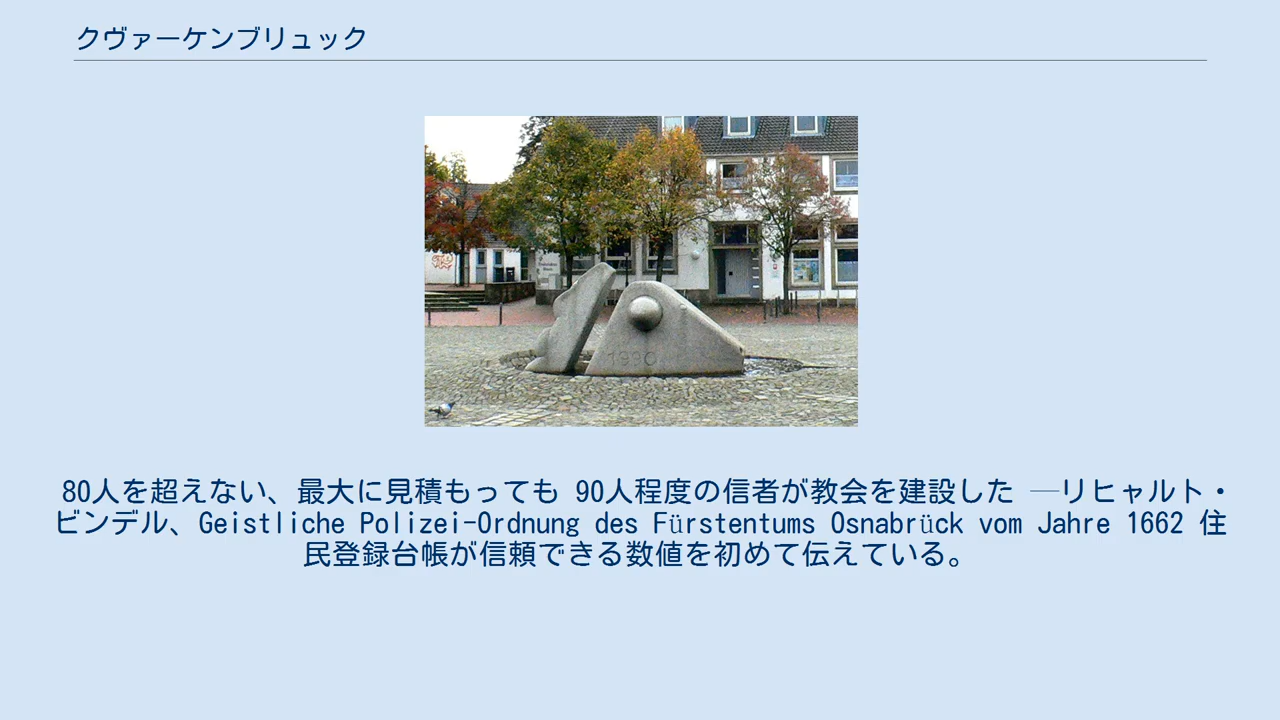 クヴァーケンブリュック
1990
80人を超えない、最大に見積もっても 90人程度の信者が教会を建設した ―リヒャルト・
ビンデル、Geistliche Polizei-Ordnung des Fürstentums Osnabrück vom Jahre 1662 住
民登録台帳が信頼できる数値を初めて伝えている。